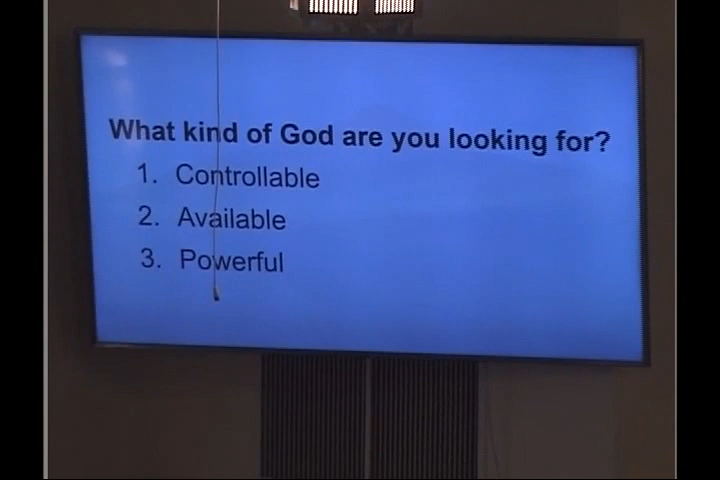 What kind of God are you looking for?
1. Controllable
2. Available
3. Powerful